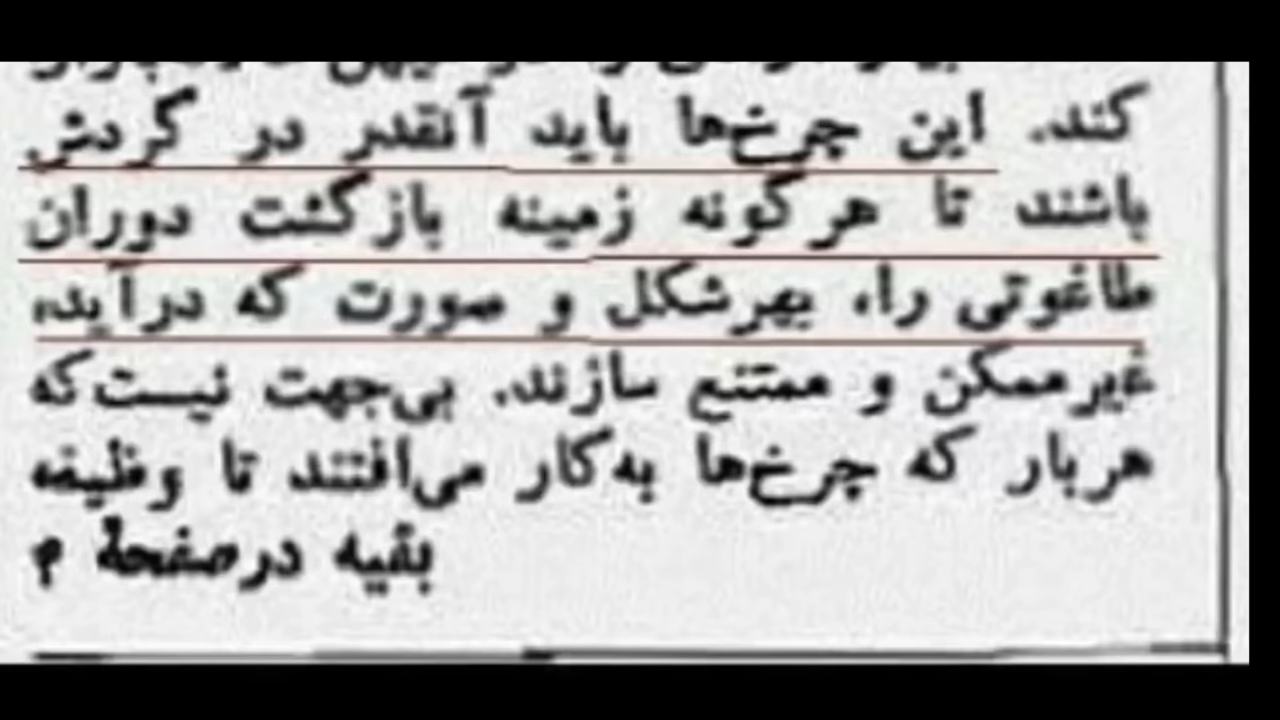 کند. این چرخ‌ها باید آنقدر در گردش
باشند تا هرگونه زمینه بازگشت دوران
طاغوتی را، بهرشکل و صورت که درآید،
غیرممکن و ممتنع سازند. بی‌جهت نیست‌که
هربار که چرخ‌ها به‌کار می‌افتند تا وظیفه
بقیه درصفحهٔ